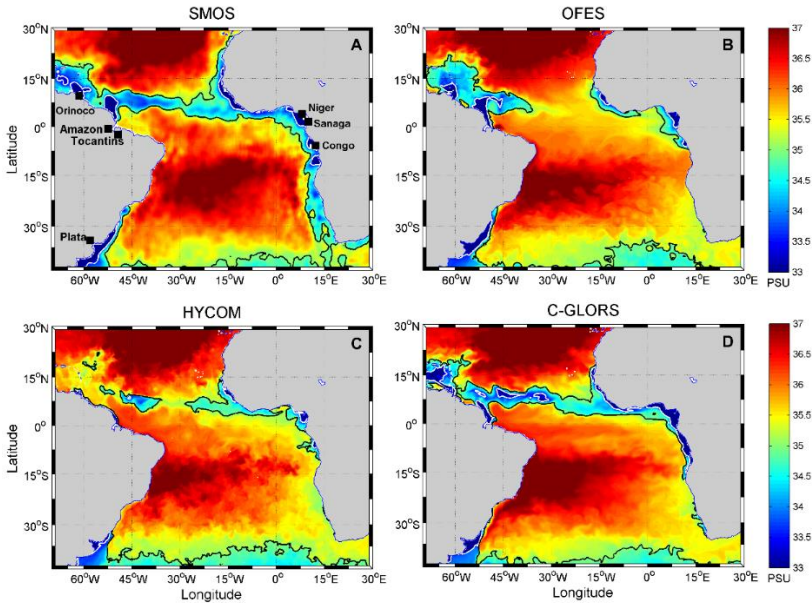 SMOS
OFES
30°N
15°N
0°
15°S
30°S
Latitude
A
Orinoco
Amazon
Tocantins
Plata
Niger
Sanaga
Congo
60°W
45°W
30°W
15°W
0°
15°E
30°E
30°N
15°N
0°
15°S
30°S
B
60°W
45°W
30°W
15°W
0°
15°E
30°E
37
36.5
36
35.5
35
34.5
34
33.5
33
PSU
HYCOM
C-GLORS
30°N
15°N
0°
15°S
30°S
Latitude
C
60°W
45°W
30°W
15°W
0°
15°E
30°E
Longitude
30°N
15°N
0°
15°S
30°S
D
60°W
45°W
30°W
15°W
0°
15°E
30°E
Longitude
37
36.5
36
35.5
35
34.5
34
33.5
33
PSU